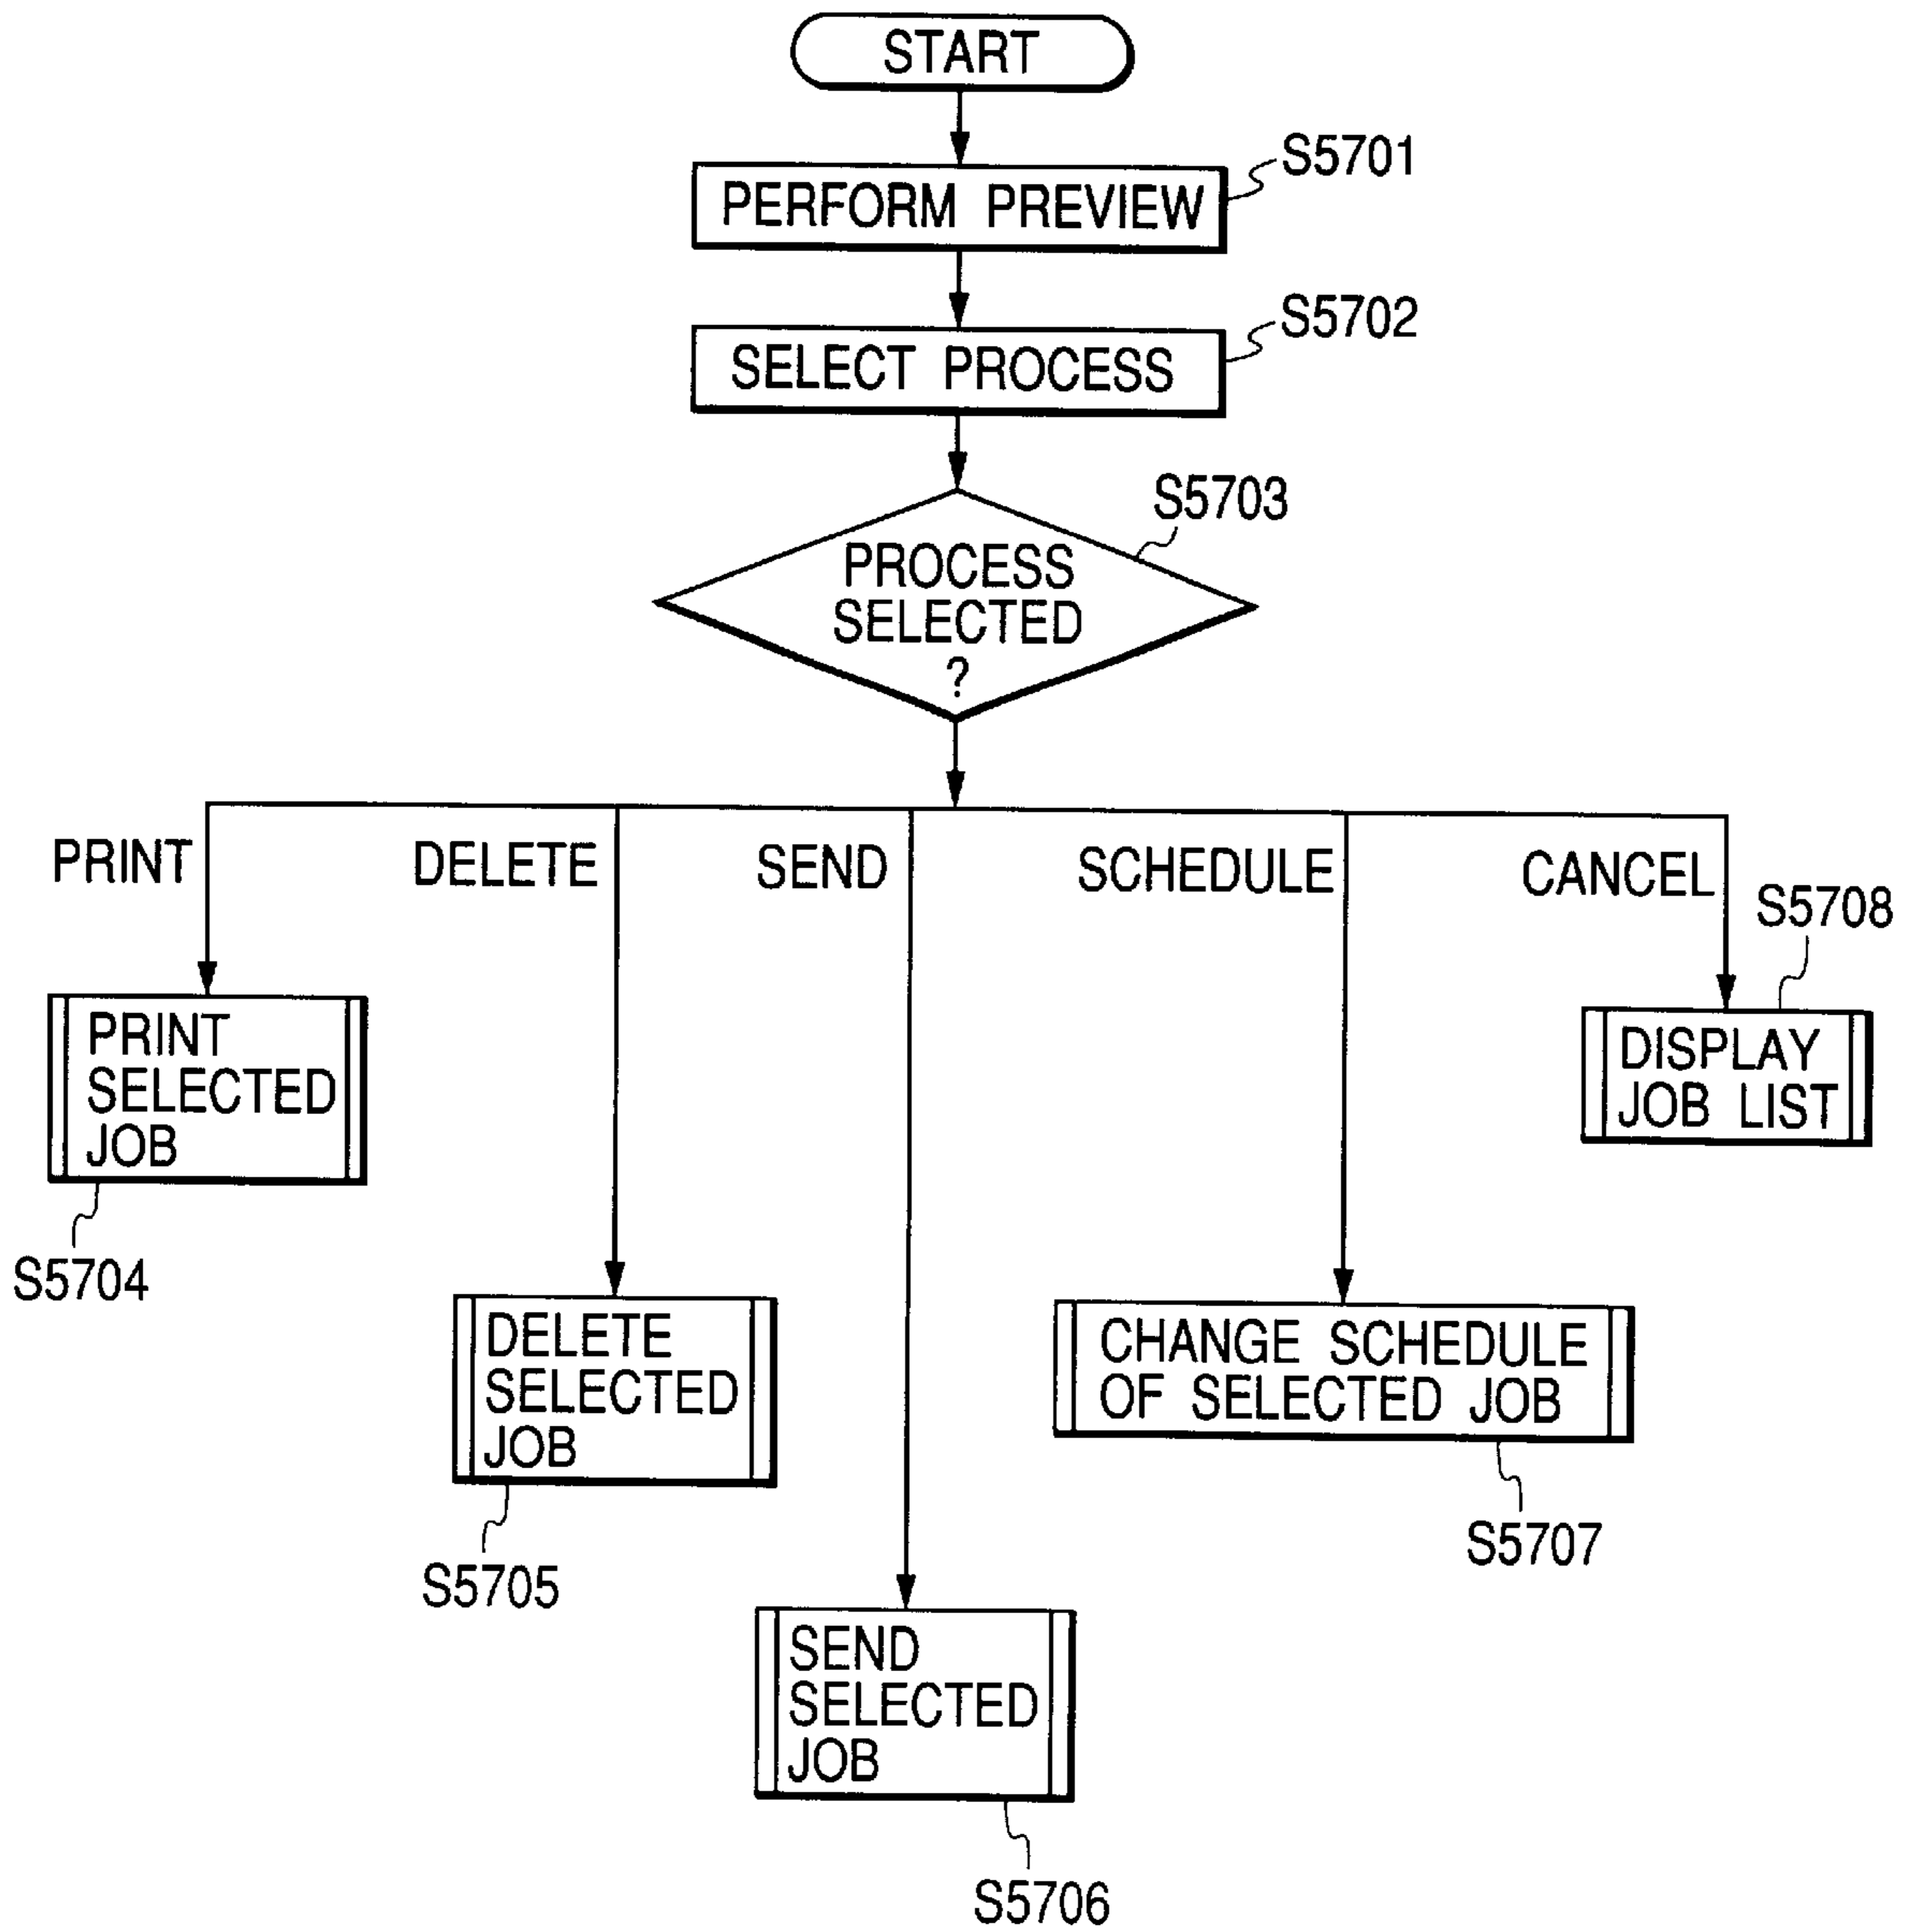 START
S5701
PERFORM PREVIEW
S5702
SELECT PROCESS
S5703
PROCESS
SELECTED
?
PRINT
DELETE
SEND
SCHEDULE
CANCEL
S5708
PRINT
SELECTED
JOB
S5704
DISPLAY
JOB LIST
DELETE
SELECTED
JOB
S5705
CHANGE SCHEDULE
OF SELECTED JOB
S5707
SEND
SELECTED
JOB
S5706